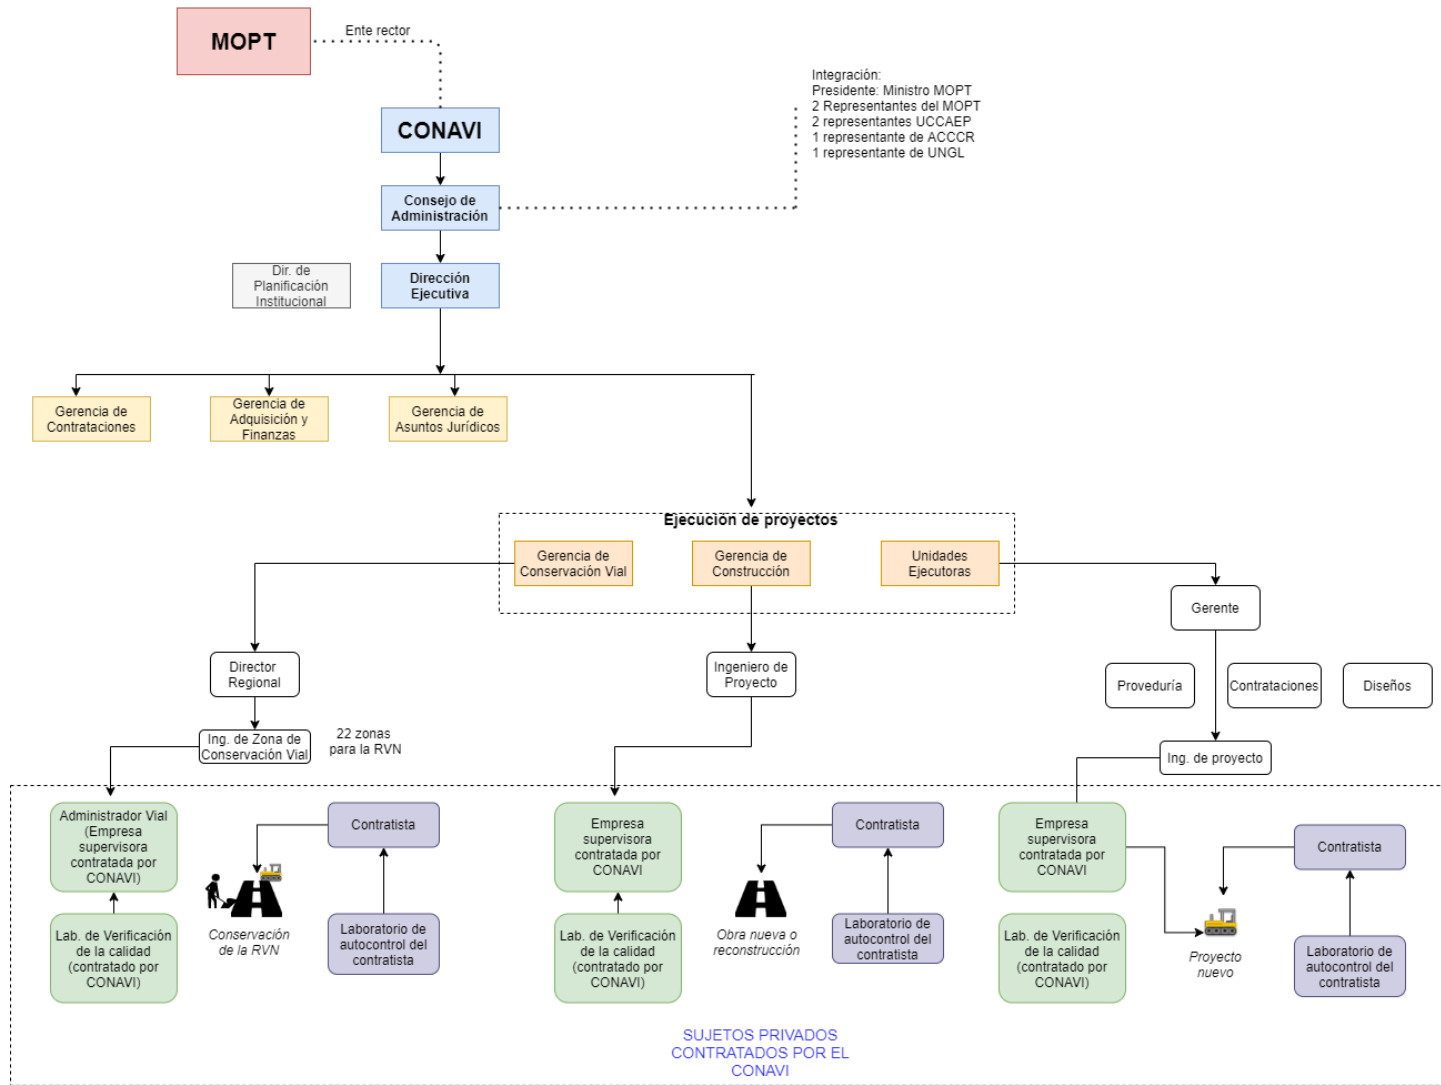 MOPT
Ente rector
Integración:
Presidente: Ministro MOPT
2 Representantes del MOPT
2 representantes UCCAEP
1 representante de ACCCR
1 representante de UNGL
CONAVI
Consejo de
Administración
Dir. de
Planificación
Institucional
Dirección
Ejecutiva
Gerencia de
Contrataciones
Gerencia de
Adquisición y
Finanzas
Gerencia de
Asuntos Jurídicos
Ejecución de proyectos
Gerencia de
Conservación Vial
Gerencia de
Construcción
Unidades
Ejecutoras
Gerente
Director
Regional
Ingeniero de
Proyecto
Proveduría
Contrataciones
Diseños
Ing. de Zona de
Conservación Vial
22 zonas
para la RVN
Ing. de proyecto
Administrador Vial
(Empresa
supervisora
contratada por
CONAVI)
Contratista
Empresa
supervisora
contratada por
CONAVI
Contratista
Empresa
supervisora
contratada por
CONAVI
Contratista
Lab. de Verificación
de la calidad
(contratado por
CONAVI)
Conservación
de la RVN
Laboratorio de
autocontrol del
contratista
Lab. de Verificación
de la calidad
(contratado por
CONAVI)
Obra nueva o
reconstrucción
Laboratorio de
autocontrol del
contratista
Lab. de Verificación
de la calidad
(contratado por
CONAVI)
Proyecto
nuevo
Laboratorio de
autocontrol del
contratista
SUJETOS PRIVADOS
CONTRATADOS POR EL
CONAVI